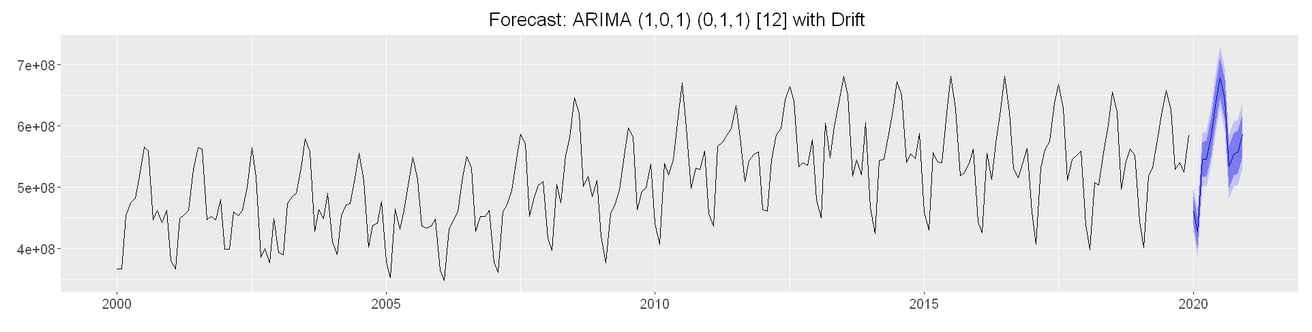 Forecast: ARIMA (1,0,1) (0,1,1) [12] with Drift
7e+08
6e+08
5e+08
4e+08
2000 2005 2010 2015 2020